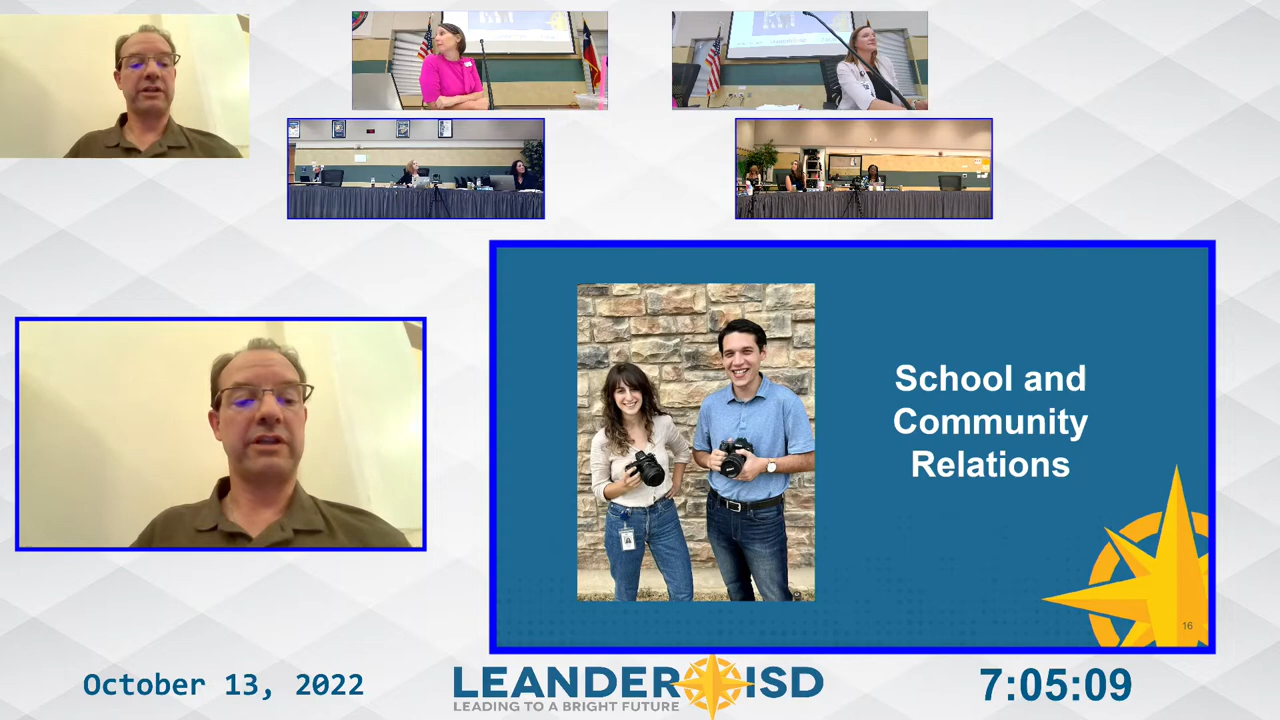 School and
Community
Relations
16
October 13, 2022
LEANDER ISD
LEADING TO A BRIGHT FUTURE
7:05:09